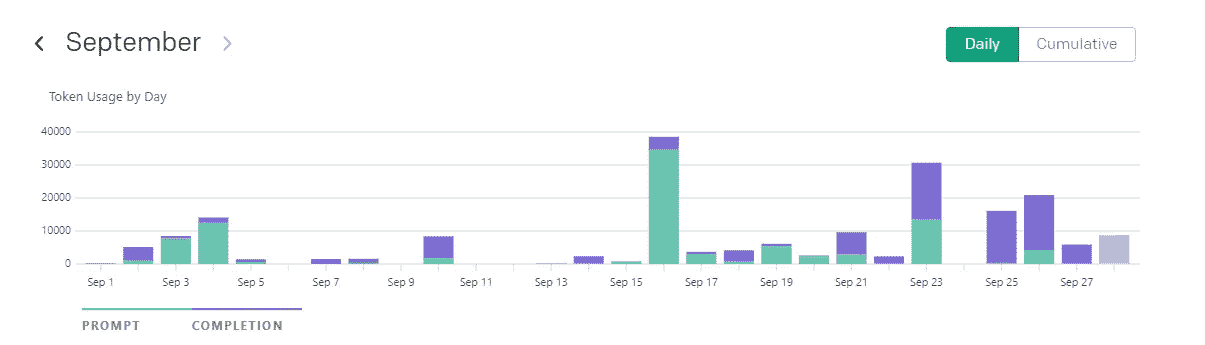 September
Daily Cumulative
Token Usage by Day
40000
30000
20000
10000
0
Sep 1 Sep 3 Sep 5 Sep 7 Sep 9 Sep 11 Sep 13 Sep 15 Sep 17 Sep 19 Sep 21 Sep 23 Sep 25 Sep 27
PROMPT COMPLETION